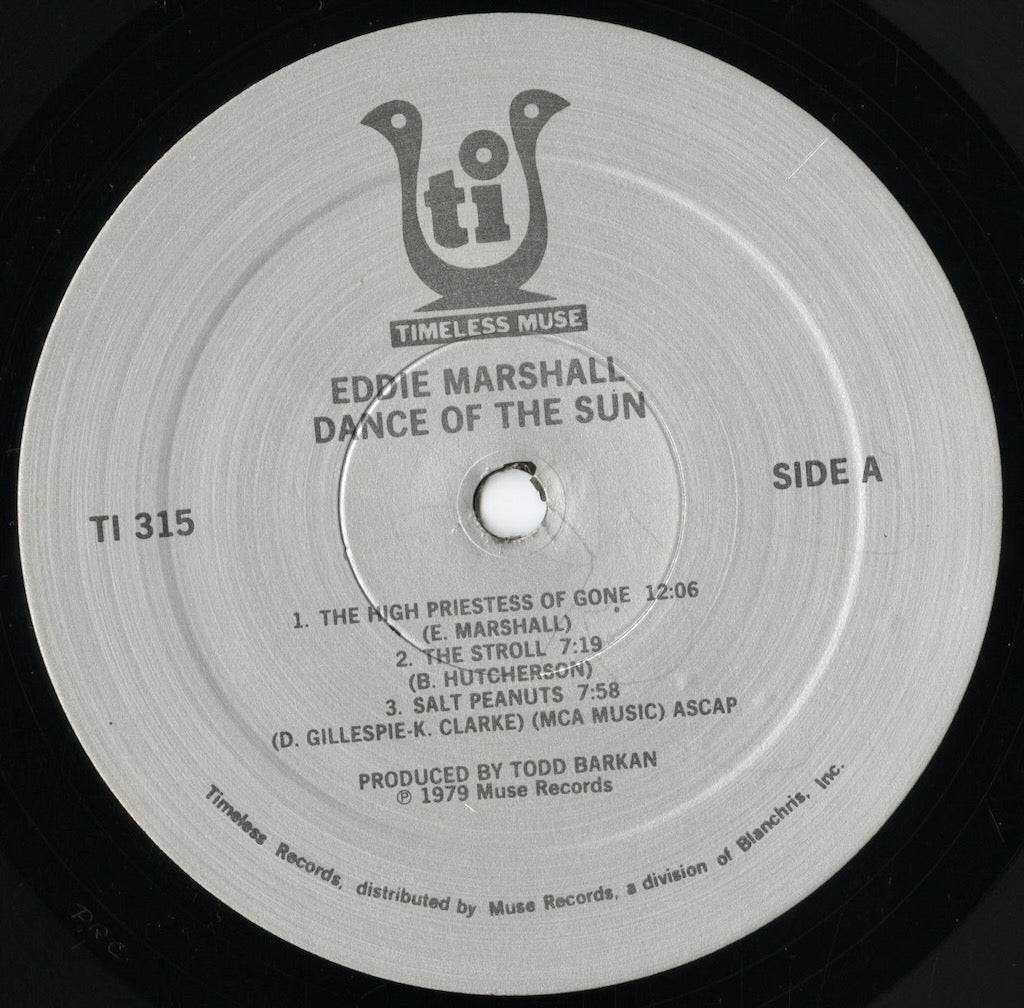 ti
TIMELESS MUSE
EDDIE MARSHALL
DANCE OF THE SUN
SIDE A
TI 315
1. THE HIGH PRIESTESS OF GONE 12:06
(E. MARSHALL)
2. THE STROLL 7:19
(B. HUTCHERSON)
3. SALT PEANUTS 7:58
(D. GILLESPIE-K. CLARKE) (MCA MUSIC) ASCAP
PRODUCED BY TODD BARKAN
℗ 1979 Muse Records
Timeless Records, distributed by Muse Records, a division of Blanchris, Inc.